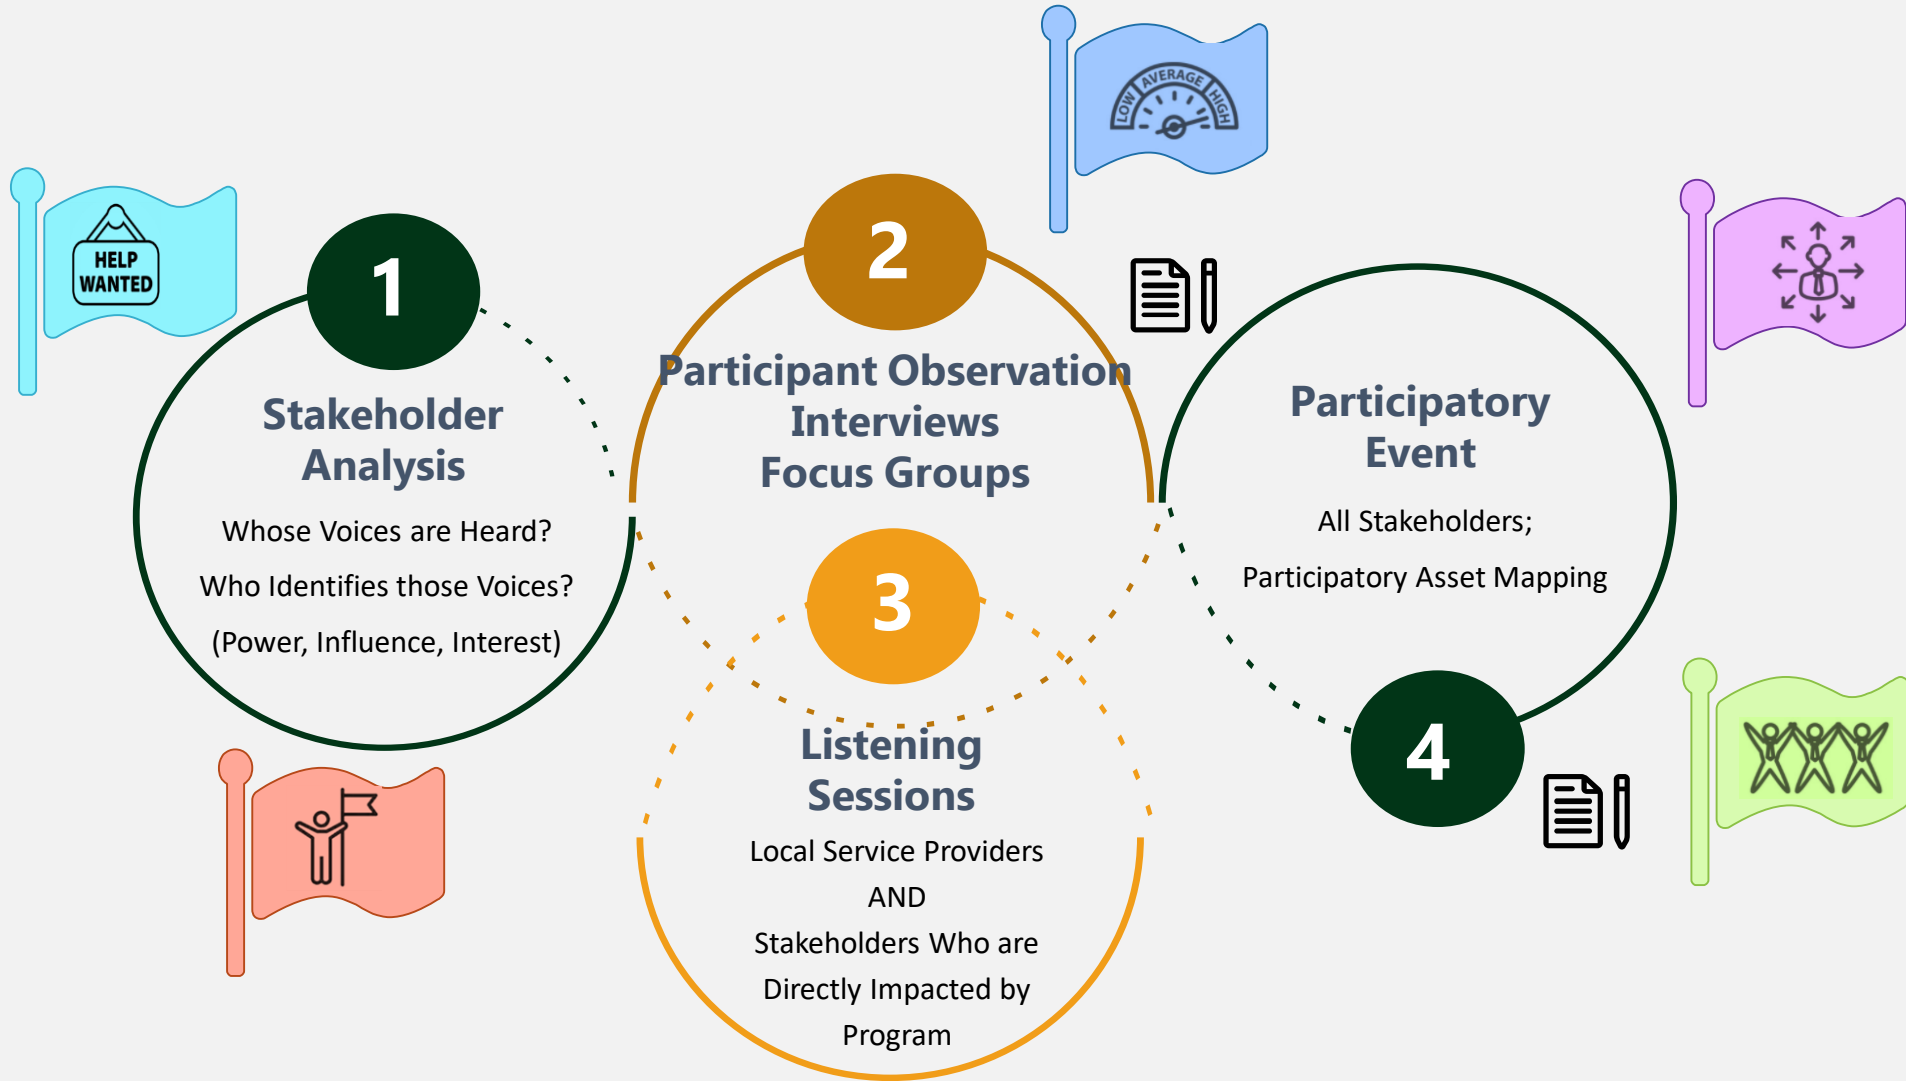 HELP
WANTED
1
Stakeholder
Analysis
Whose Voices are Heard?
Who Identifies those Voices?
(Power, Influence, Interest)
2
Participant Observation
Interviews
Focus Groups
LOW AVERAGE HIGH
3
Listening
Sessions
Local Service Providers
AND
Stakeholders Who are
Directly Impacted by
Program
Participatory
Event
All Stakeholders;
Participatory Asset Mapping
4